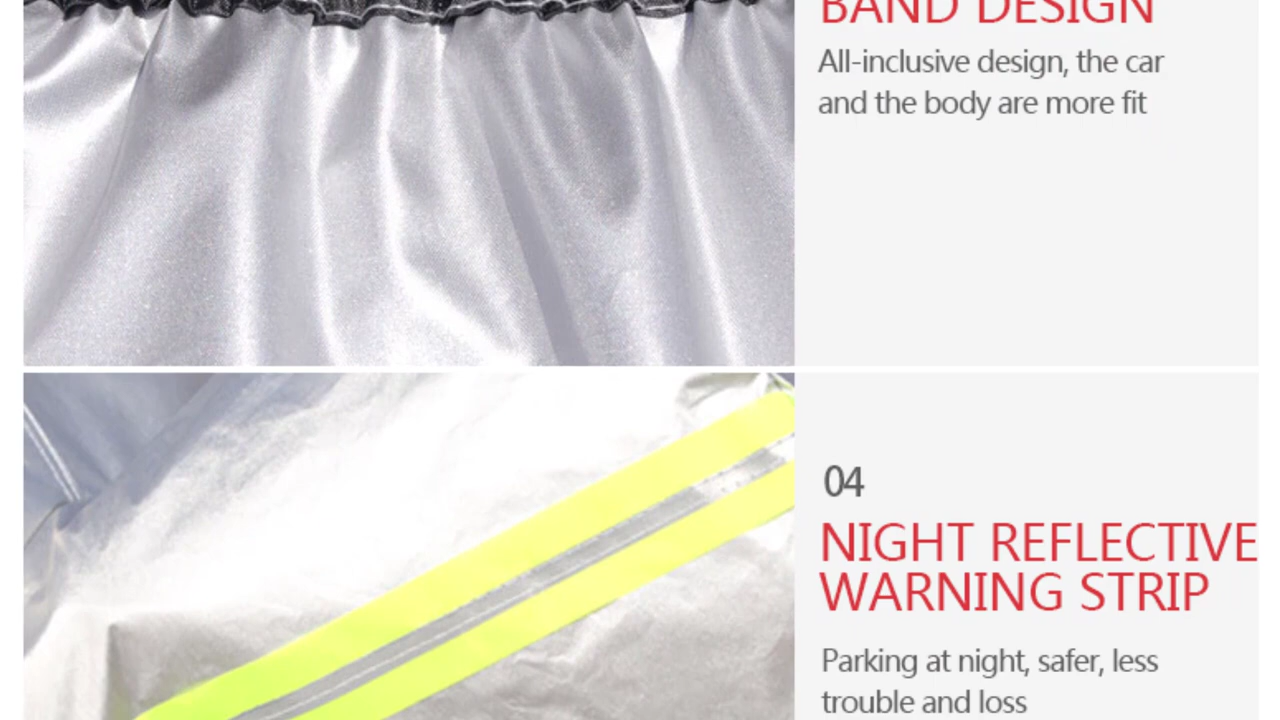 BAND DESIGN
All-inclusive design, the car
and the body are more fit
04
NIGHT REFLECTIVE
WARNING STRIP
Parking at night, safer, less
trouble and loss